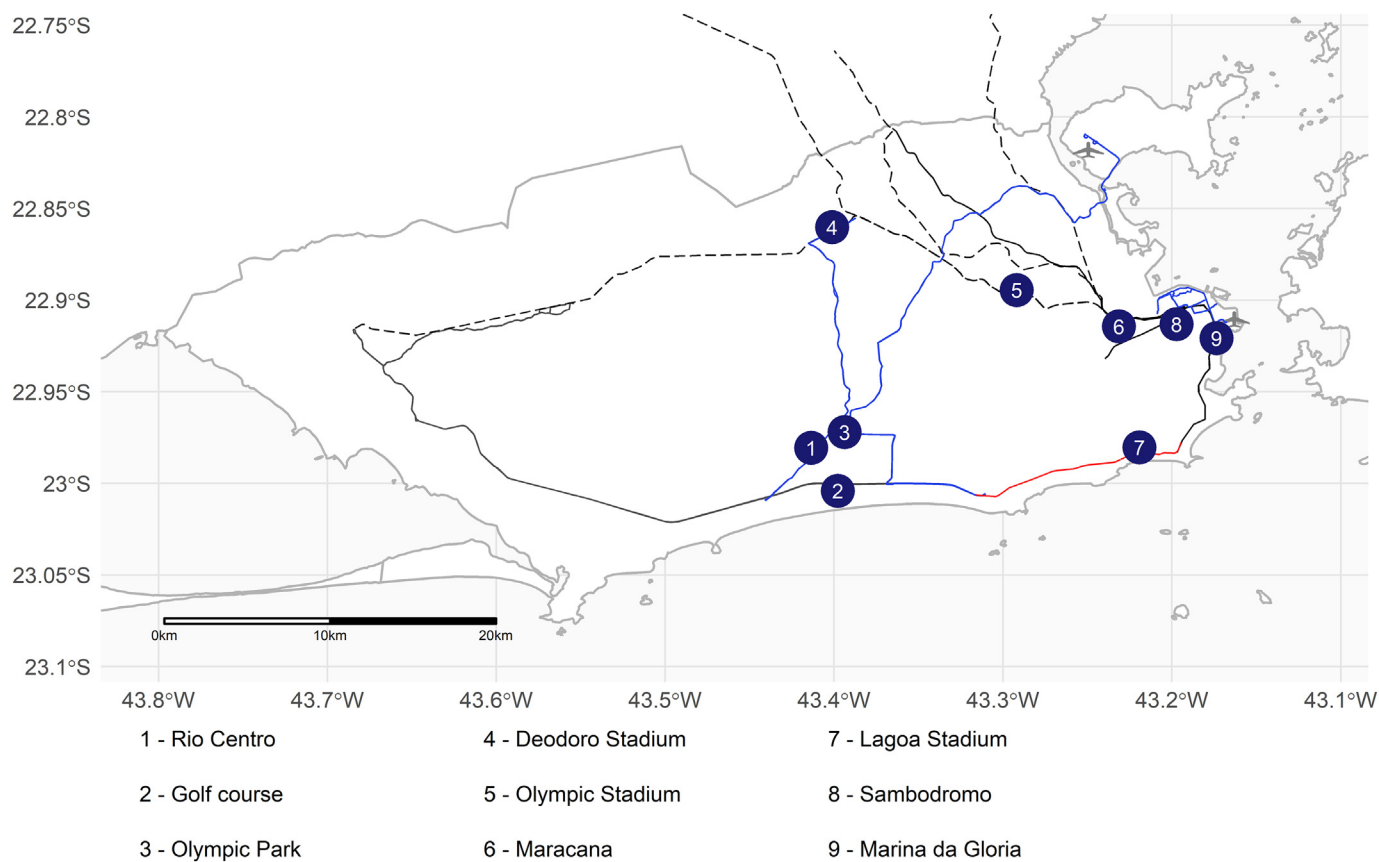 22.75°S
22.8°S
22.85°S
22.9°S
22.95°S
23°S
23.05°S
23.1°S
4
5
6
8
9
3
1
7
2
0km 10km 20km
43.8°W 43.7°W 43.6°W 43.5°W 43.4°W 43.3°W 43.2°W 43.1°W
1 - Rio Centro 4 - Deodoro Stadium 7 - Lagoa Stadium
2 - Golf course 5 - Olympic Stadium 8 - Sambodromo
3 - Olympic Park 6 - Maracana 9 - Marina da Gloria